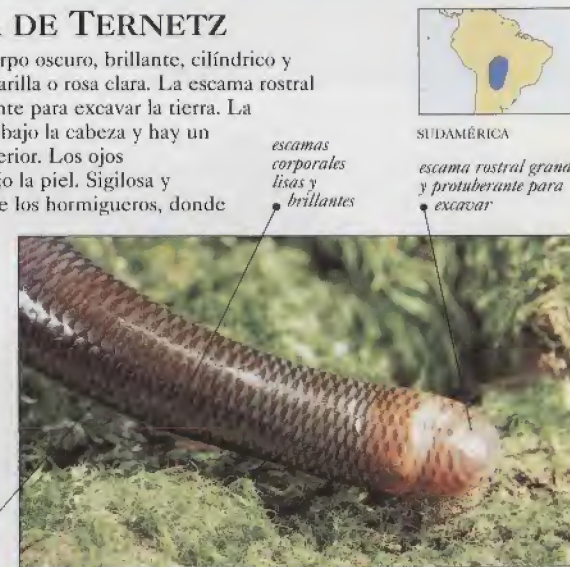 DE TERNETZ
rpo oscuro, brillante, cilíndrico y
arilla o rosa clara. La escama rostral
nte para excavar la tierra. La
bajo la cabeza y hay un
erior. Los ojos
o la piel. Sigilosa y
e los hormigueros, donde
escamas
corporales
lisas y
brillantes
SUDAMÉRICA
escama rostral grand
y protuberante para
excavar